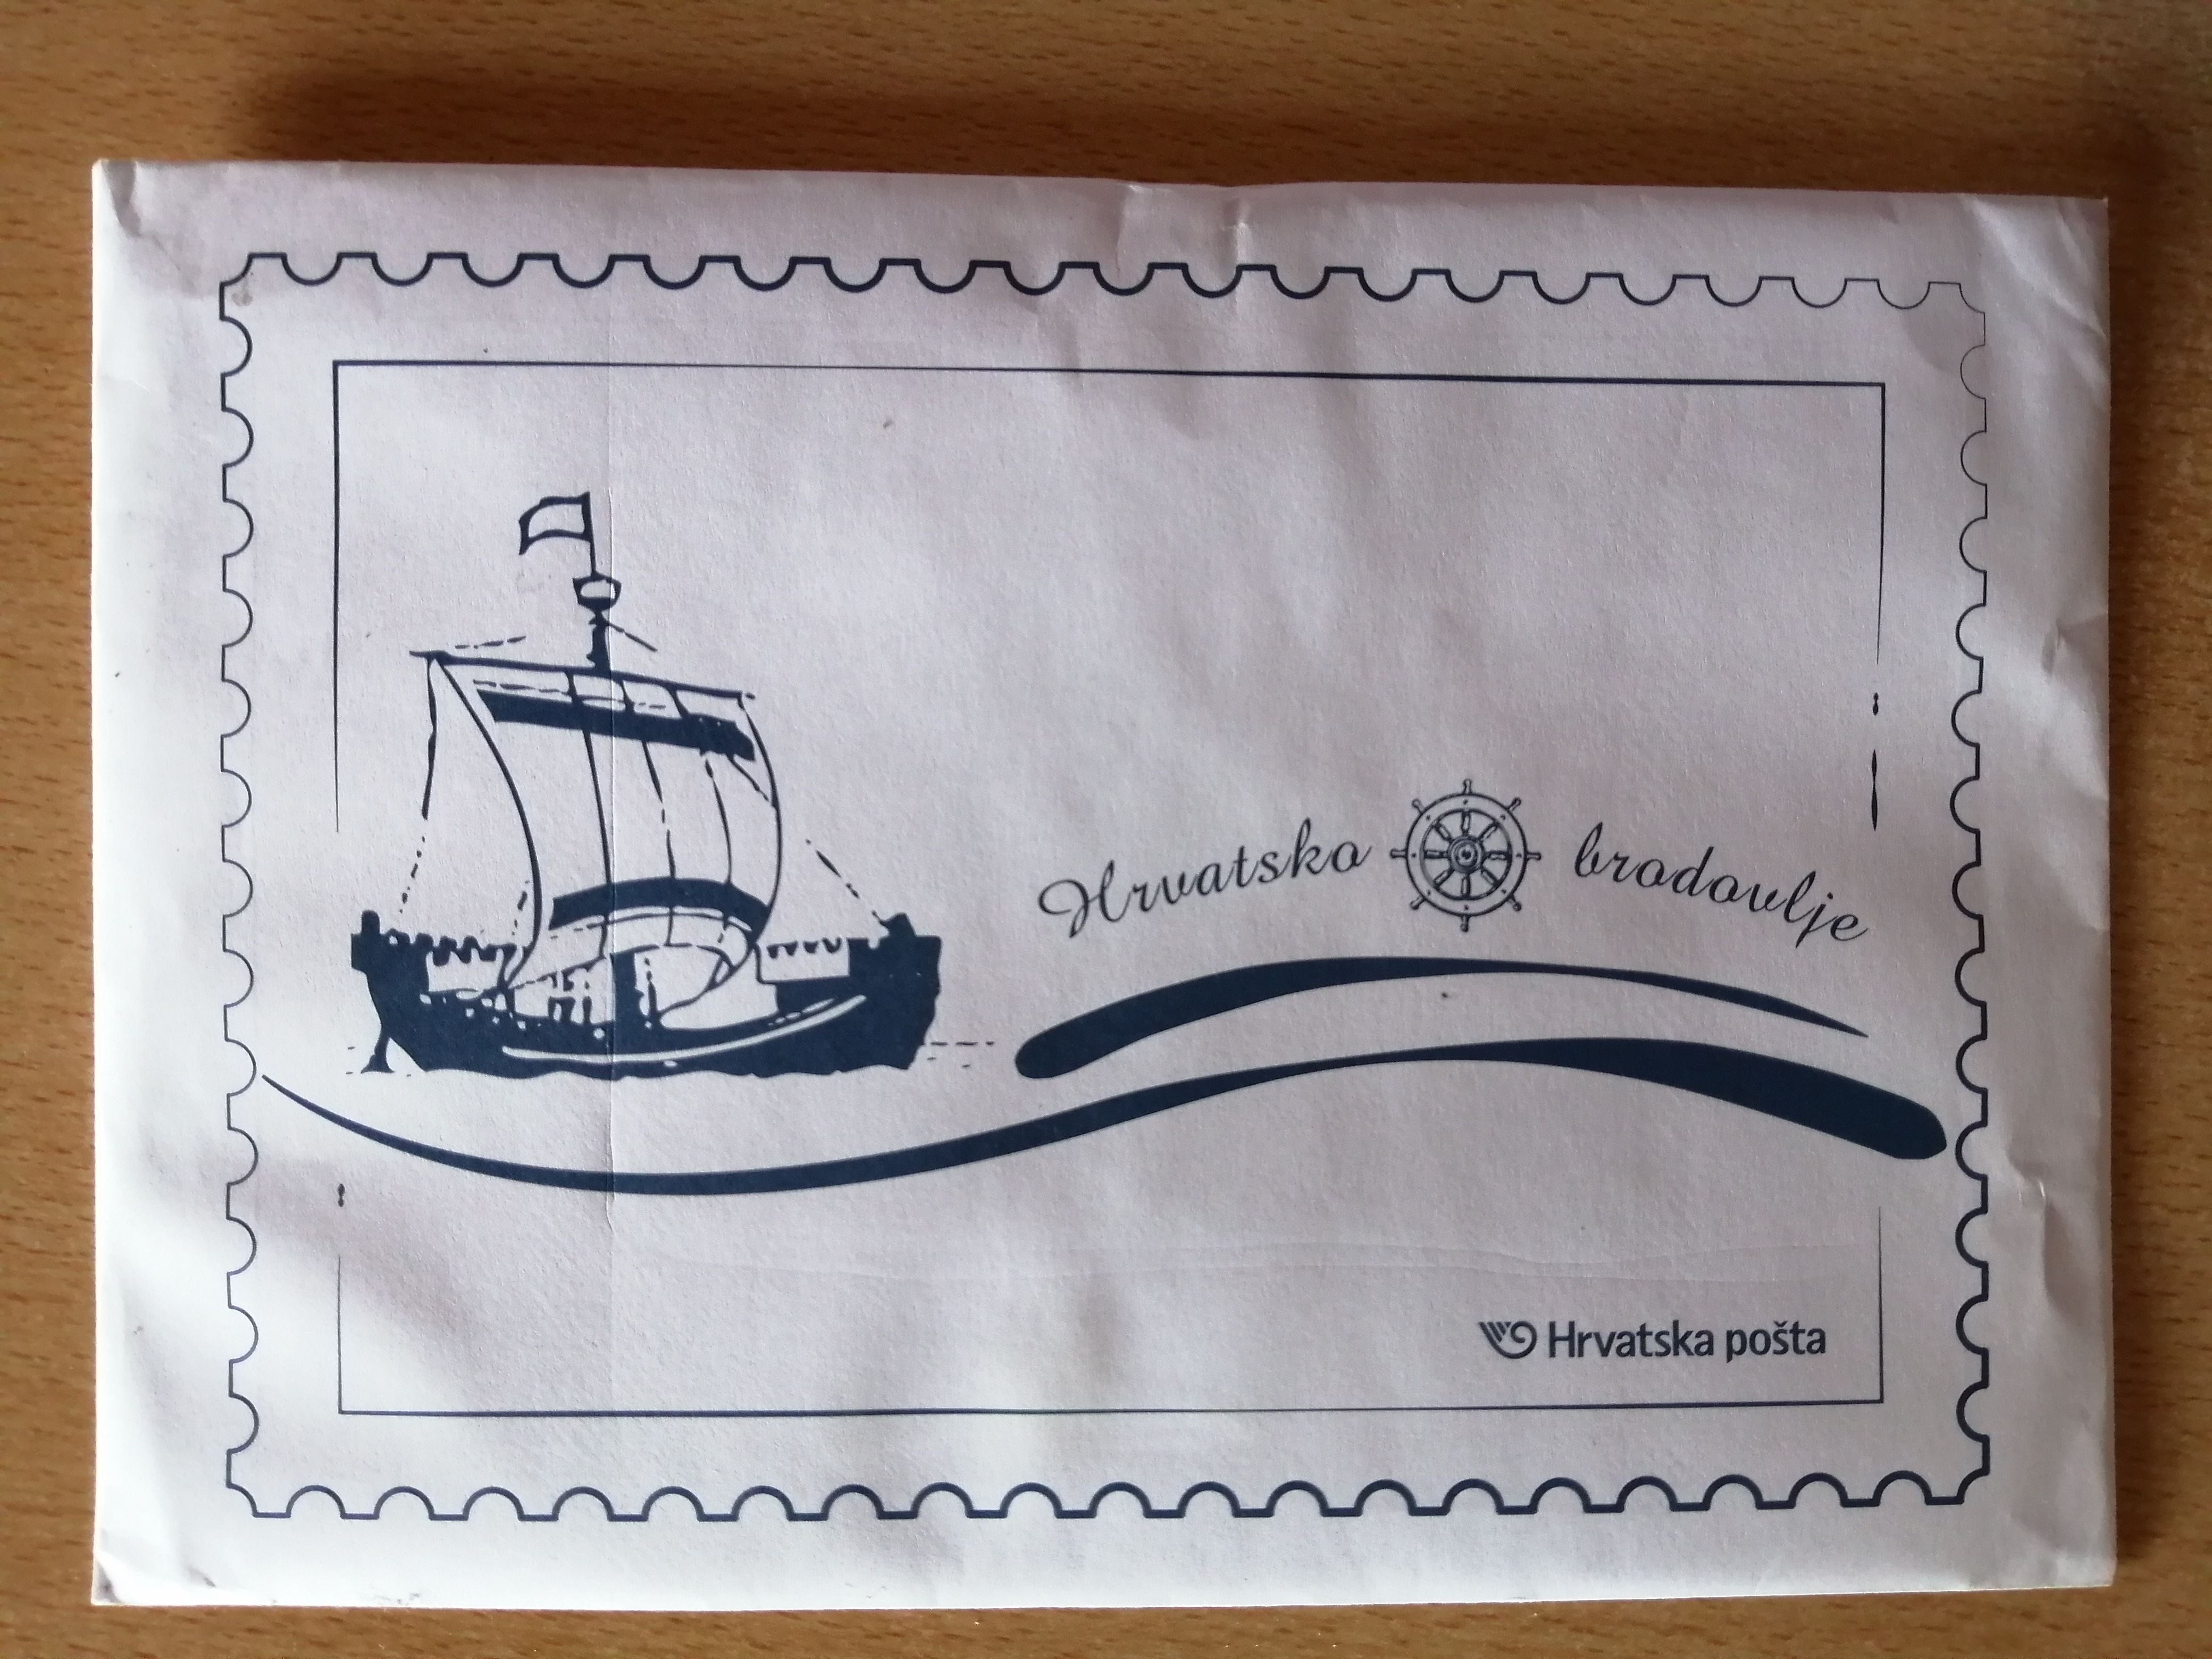 Hrvatsko brodovlje
Hrvatska pošta